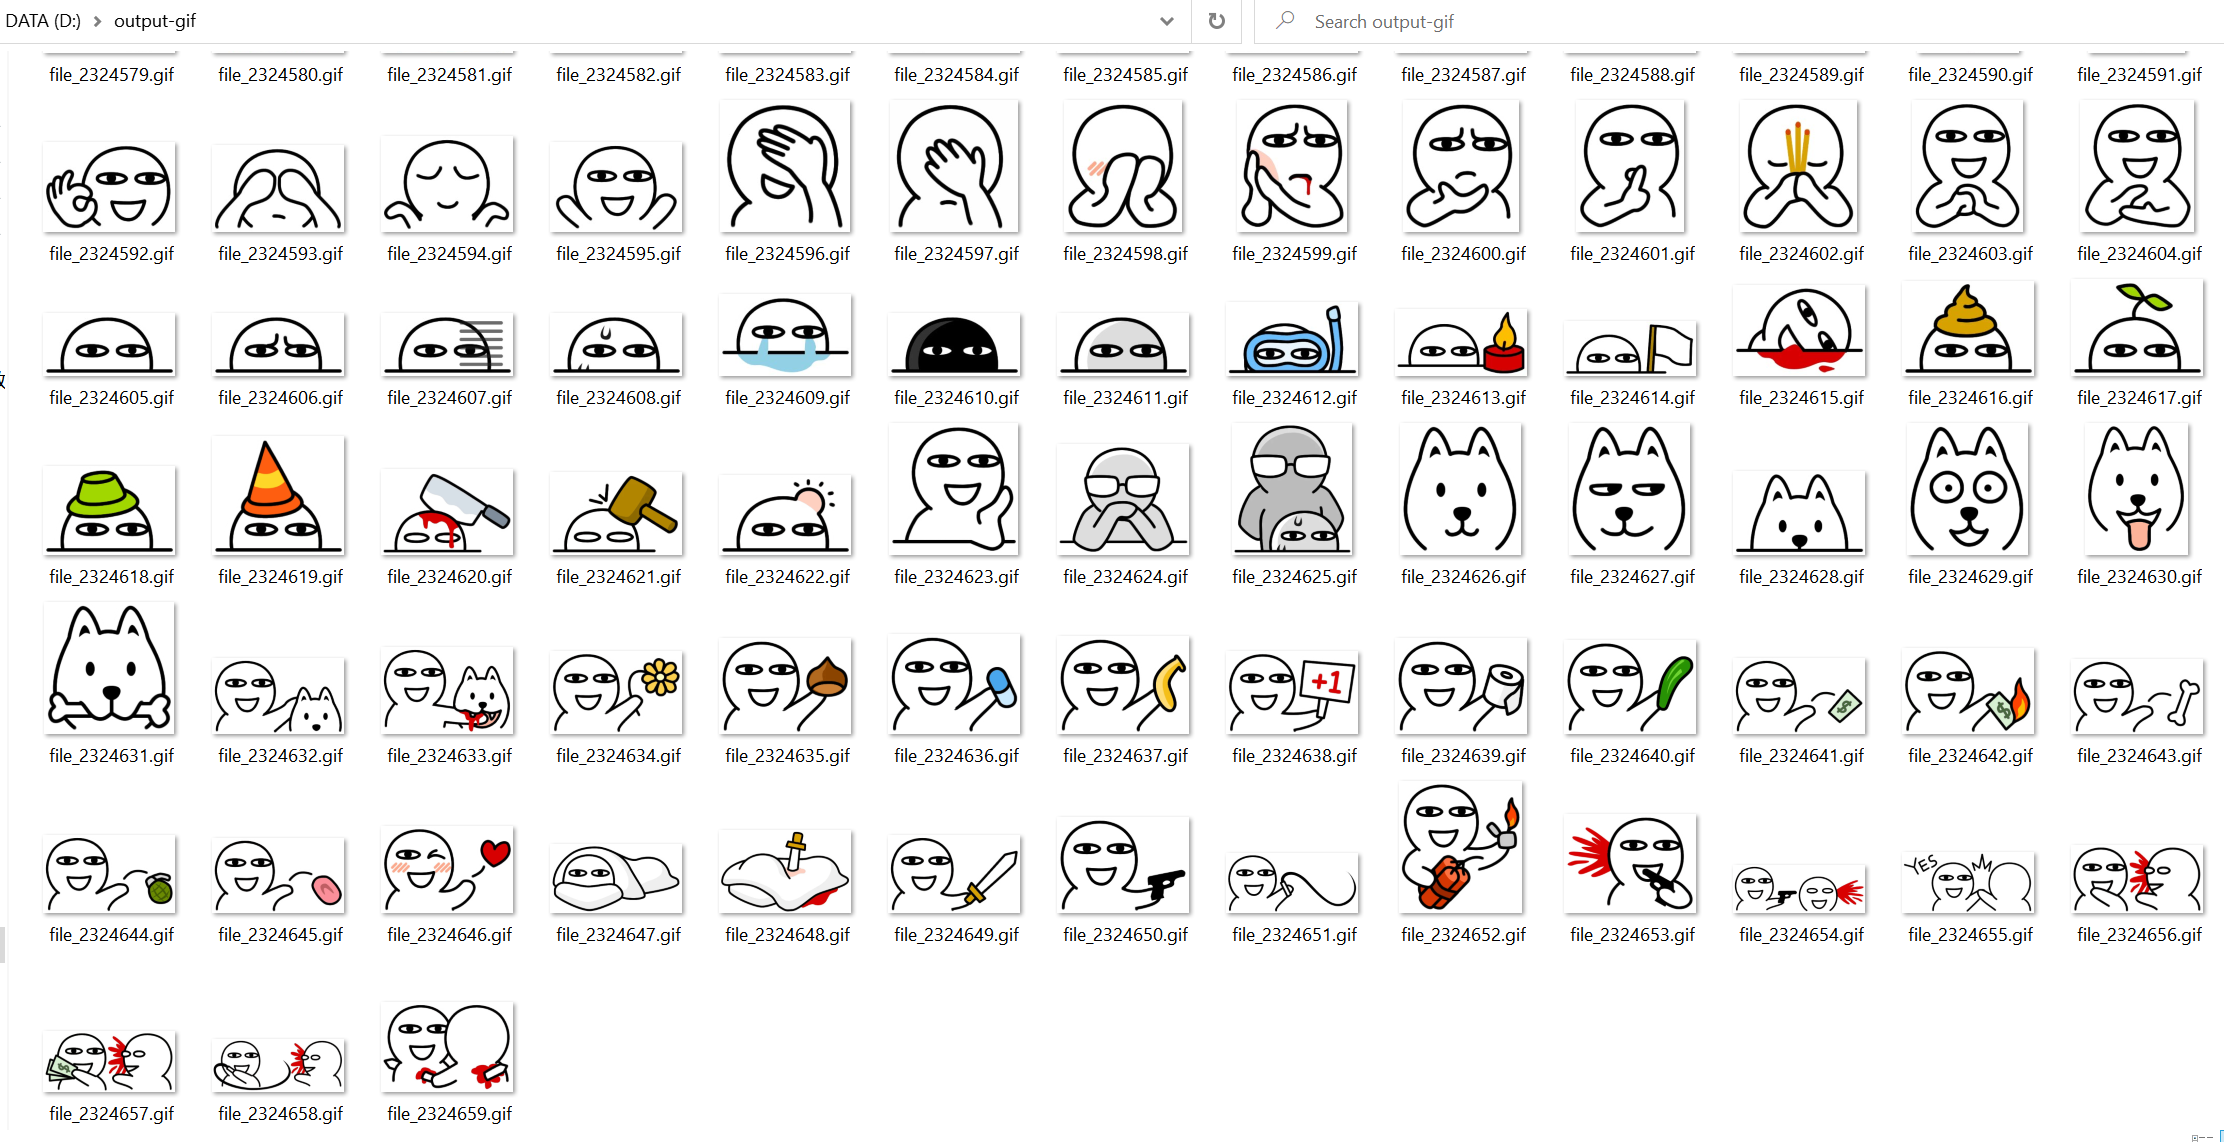 DATA (D:) > output-gif
Search output-gif
file_2324579.gif file_2324580.gif file_2324581.gif file_2324582.gif file_2324583.gif file_2324584.gif file_2324585.gif file_2324586.gif file_2324587.gif file_2324588.gif file_2324589.gif file_2324590.gif file_2324591.gif
file_2324592.gif file_2324593.gif file_2324594.gif file_2324595.gif file_2324596.gif file_2324597.gif file_2324598.gif file_2324599.gif file_2324600.gif file_2324601.gif file_2324602.gif file_2324603.gif file_2324604.gif
file_2324605.gif file_2324606.gif file_2324607.gif file_2324608.gif file_2324609.gif file_2324610.gif file_2324611.gif file_2324612.gif file_2324613.gif file_2324614.gif file_2324615.gif file_2324616.gif file_2324617.gif
file_2324618.gif file_2324619.gif file_2324620.gif file_2324621.gif file_2324622.gif file_2324623.gif file_2324624.gif file_2324625.gif file_2324626.gif file_2324627.gif file_2324628.gif file_2324629.gif file_2324630.gif
+1
file_2324631.gif file_2324632.gif file_2324633.gif file_2324634.gif file_2324635.gif file_2324636.gif file_2324637.gif file_2324638.gif file_2324639.gif file_2324640.gif file_2324641.gif file_2324642.gif file_2324643.gif
YES
file_2324644.gif file_2324645.gif file_2324646.gif file_2324647.gif file_2324648.gif file_2324649.gif file_2324650.gif file_2324651.gif file_2324652.gif file_2324653.gif file_2324654.gif file_2324655.gif file_2324656.gif
file_2324657.gif file_2324658.gif file_2324659.gif